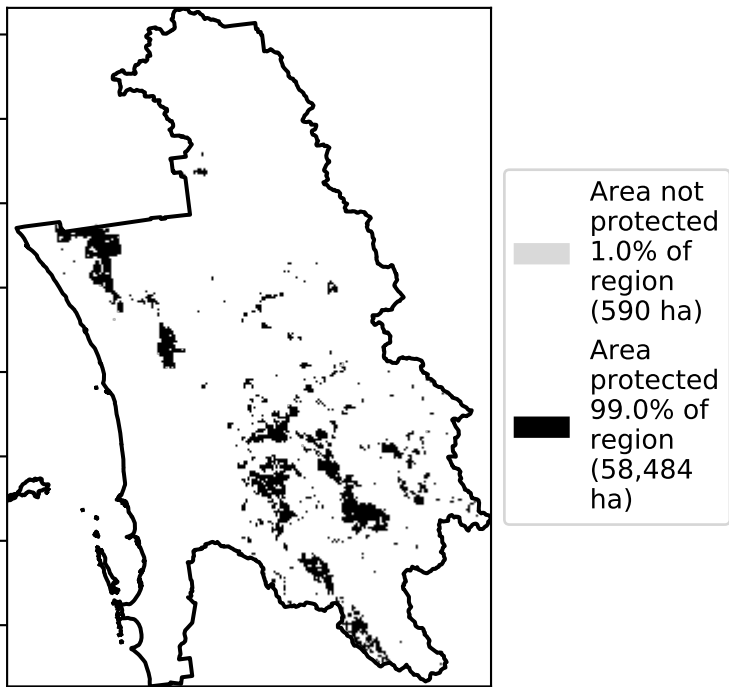 Area not
protected
1.0% of
region
(590 ha)
Area
protected
99.0% of
region
(58,484
ha)